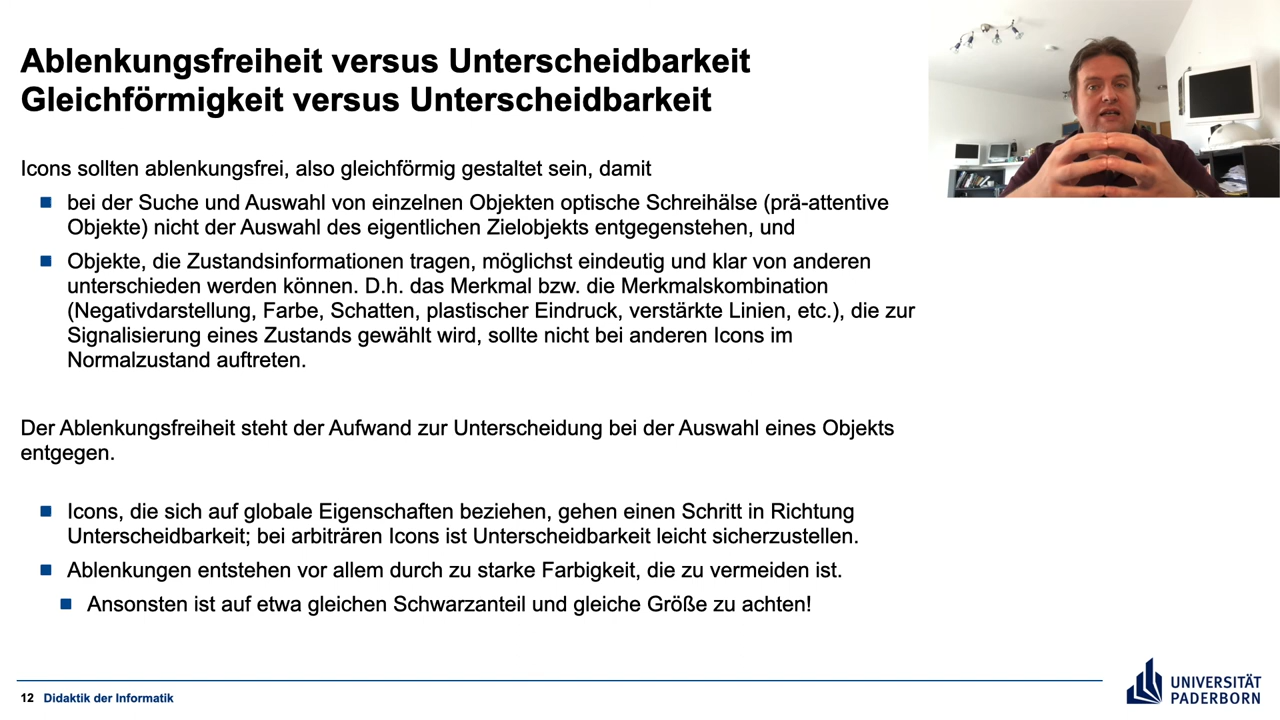 Ablenkungsfreiheit versus Unterscheidbarkeit
Gleichförmigkeit versus Unterscheidbarkeit
Icons sollten ablenkungsfrei, also gleichförmig gestaltet sein, damit
bei der Suche und Auswahl von einzelnen Objekten optische Schreihälse (prä-attentive
Objekte) nicht der Auswahl des eigentlichen Zielobjekts entgegenstehen, und
Objekte, die Zustandsinformationen tragen, möglichst eindeutig und klar von anderen
unterschieden werden können. D.h. das Merkmal bzw. die Merkmalskombination
(Negativdarstellung, Farbe, Schatten, plastischer Eindruck, verstärkte Linien, etc.), die zur
Signalisierung eines Zustands gewählt wird, sollte nicht bei anderen Icons im
Normalzustand auftreten.
Der Ablenkungsfreiheit steht der Aufwand zur Unterscheidung bei der Auswahl eines Objekts
entgegen.
Icons, die sich auf globale Eigenschaften beziehen, gehen einen Schritt in Richtung
Unterscheidbarkeit; bei arbiträren Icons ist Unterscheidbarkeit leicht sicherzustellen.
Ablenkungen entstehen vor allem durch zu starke Farbigkeit, die zu vermeiden ist.
Ansonsten ist auf etwa gleichen Schwarzanteil und gleiche Größe zu achten!
12 Didaktik der Informatik
UNIVERSITÄT
PADERBORN